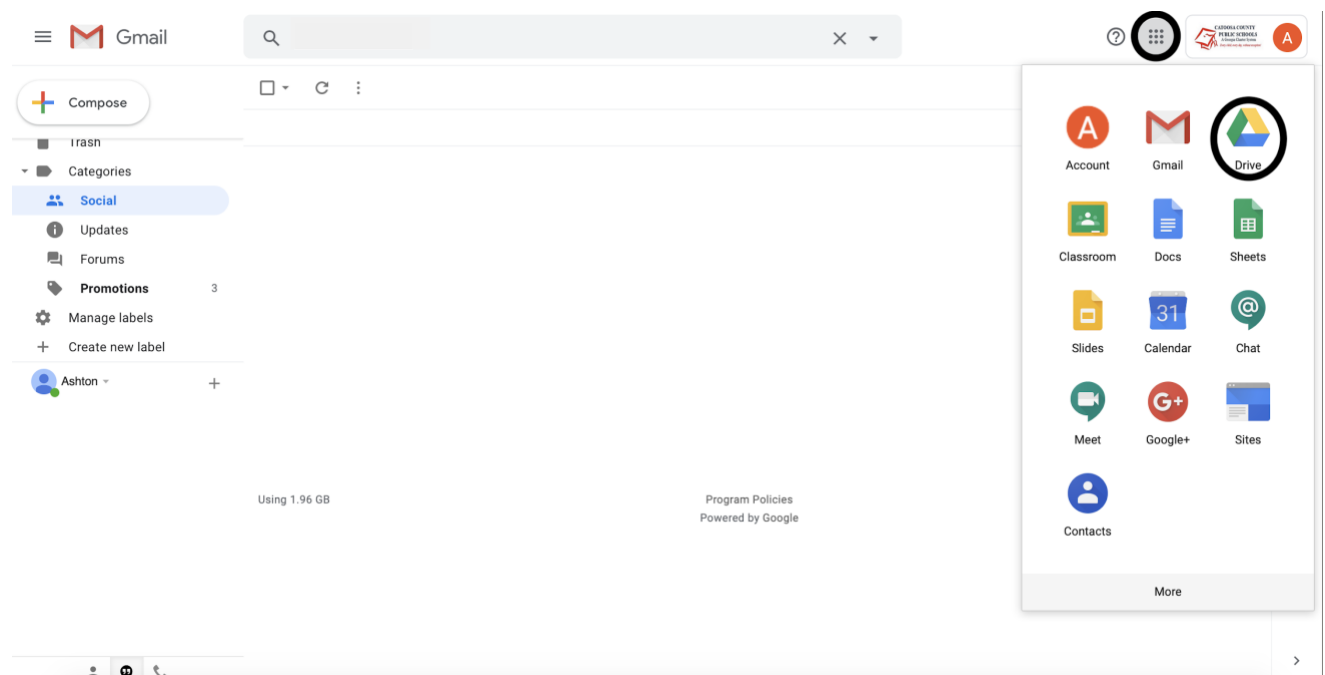 Gmail
CATOOSA COUNTY
PUBLIC SCHOOLS
A
Compose
Trash
Categories
Social
Updates
Forums
Promotions 3
Manage labels
Create new label
Ashton
Using 1.96 GB
Program Policies
Powered by Google
A
Account
Gmail
Drive
Classroom
Docs
Sheets
Slides
31
Calendar
@
Chat
Meet
G+
Google+
Sites
Contacts
More